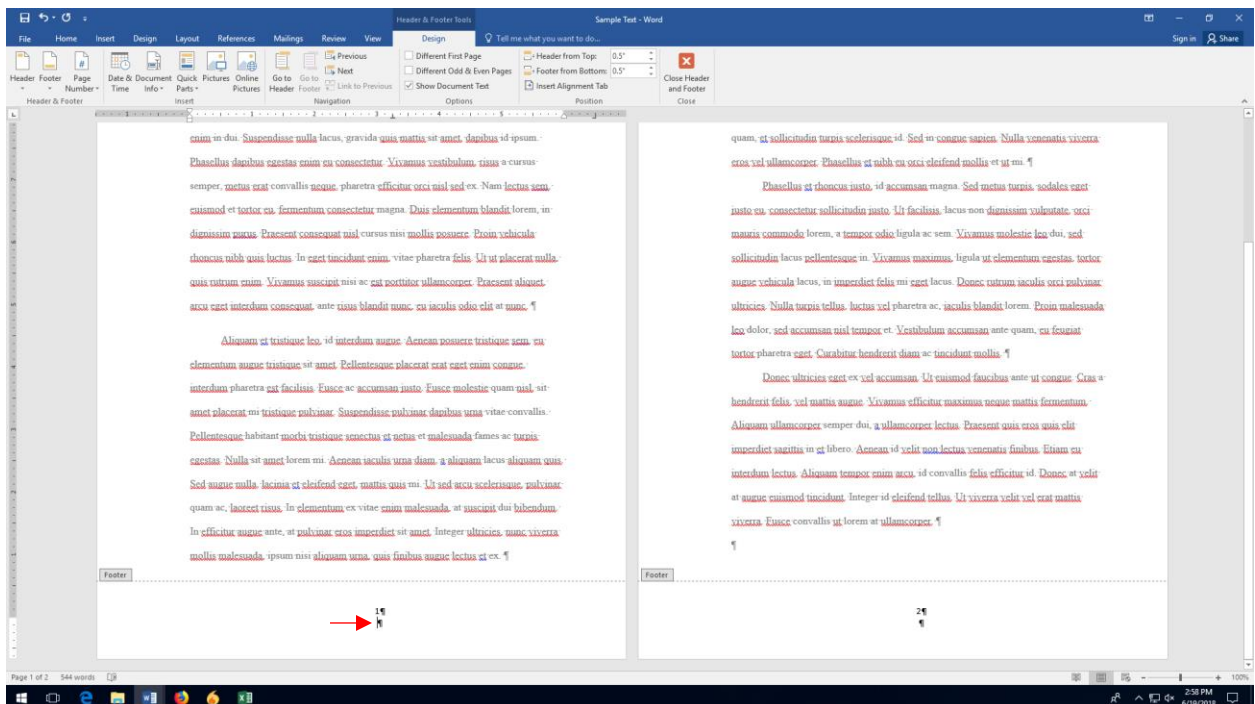 Header & Footer Tools
Sample Text - Word
File Home Insert Design Layout References Mailings Review View Design Tell me what you want to do... Sign in Share
Header Footer Page Number
Header & Footer
Date & Time Document Info Quick Parts Pictures Online Pictures
Insert
Go to Header Go to Footer Previous
Next
Link to Previous
Navigation
Different First Page
Different Odd & Even Pages
Show Document Text
Options
Header from Top: 0.5"
Footer from Bottom: 0.5"
Insert Alignment Tab
Position
Close Header and Footer
Close
enim in dui. Suspendisse nulla lacus, gravida quis mattis sit amet, dapibus id ipsum.
Phasellus dapibus egestas enim eu consectetur. Vivamus vestibulum, risus a cursus
semper, metus erat convallis neque, pharetra efficitur orci nisl sed ex. Nam lectus sem,
euismod et tortor eu, fermentum consectetur magna. Duis elementum blandit lorem, in
dignissim purus. Praesent consequat nisl cursus nisi mollis posuere. Proin vehicula
rhoncus nibh quis luctus. In eget tincidunt enim, vitae pharetra felis. Ut ut placerat nulla,
quis rutrum enim. Vivamus suscipit nisi ac est porttitor ullamcorper. Praesent aliquet,
arcu eget interdum consequat, ante risus blandit nunc, eu iaculis odio elit at nunc. ¶
Aliquam et tristique leo, id interdum augue. Aenean posuere tristique sem, eu
elementum augue tristique sit amet. Pellentesque placerat erat eget enim congue,
interdum pharetra est facilisis. Fusce ac accumsan justo. Fusce molestie quam nisl, sit
amet placerat mi tristique pulvinar. Suspendisse pulvinar dapibus urna vitae convallis.
Pellentesque habitant morbi tristique senectus et netus et malesuada fames ac turpis
egestas. Nulla sit amet lorem mi. Aenean iaculis urna diam, a aliquam lacus aliquam quis.
Sed augue nulla, lacinia et eleifend eget, mattis quis mi. Ut sed arcu scelerisque, pulvinar
quam ac, laoreet risus. In elementum ex vitae enim malesuada, at suscipit dui bibendum.
In efficitur augue ante, at pulvinar eros imperdiet sit amet. Integer ultricies, nunc viverra
mollis malesuada, ipsum nisi aliquam urna, quis finibus augue lectus et ex. ¶
Footer
1¶
¶
quam, et sollicitudin turpis scelerisque id. Sed in congue sapien. Nulla venenatis viverra
eros vel ullamcorper. Phasellus et nibh eu orci eleifend mollis et ut mi. ¶
Phasellus et rhoncus justo, id accumsan magna. Sed metus turpis, sodales eget
justo eu, consectetur sollicitudin justo. Ut facilisis, lacus non dignissim vulputate, orci
mauris commodo lorem, a tempor odio ligula ac sem. Vivamus molestie leo dui, sed
sollicitudin lacus pellentesque in. Vivamus maximus, ligula ut elementum egestas, tortor
augue vehicula lacus, in imperdiet felis mi eget lacus. Donec rutrum iaculis orci pulvinar
ultricies. Nulla turpis tellus, luctus vel pharetra ac, iaculis blandit lorem. Proin malesuada
leo dolor, sed accumsan nisl tempor et. Vestibulum accumsan ante quam, eu feugiat
tortor pharetra eget. Curabitur hendrerit diam ac tincidunt mollis. ¶
Donec ultricies eget ex vel accumsan. Ut euismod faucibus ante ut congue. Cras a
hendrerit felis, vel mattis augue. Vivamus efficitur maximus neque mattis fermentum.
Aliquam ullamcorper semper dui, a ullamcorper lectus. Praesent quis eros quis elit
imperdiet sagittis in et libero. Aenean id velit non lectus venenatis finibus. Etiam eu
interdum lectus. Aliquam tempor enim arcu, id convallis felis efficitur id. Donec at velit
at augue euismod tincidunt. Integer id eleifend tellus. Ut viverra velit vel erat mattis
viverra. Fusce convallis ut lorem at ullamcorper. ¶
¶
Footer
2¶
¶
Page 1 of 2 544 words 100%
2:58 PM
6/19/2018